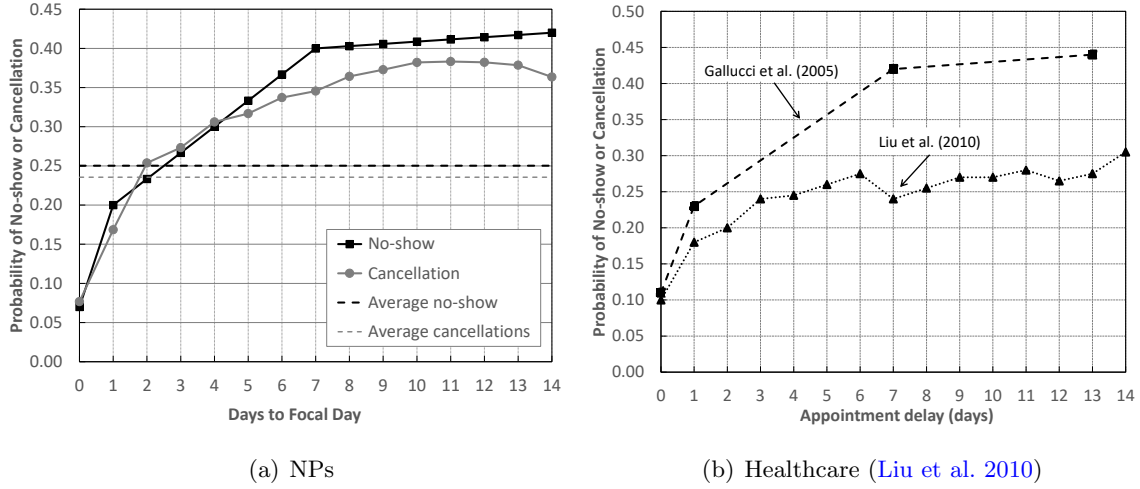 Probability of No-show or Cancellation
0.45
0.40
0.35
0.30
0.25
0.20
0.15
0.10
0.05
0.00
No-show
Cancellation
Average no-show
Average cancellations
0 1 2 3 4 5 6 7 8 9 10 11 12 13 14
Days to Focal Day
(a) NPs
Probability of No-show or Cancellation
0.50
0.45
0.40
0.35
0.30
0.25
0.20
0.15
0.10
0.05
0.00
Gallucci et al. (2005)
Liu et al. (2010)
0 1 2 3 4 5 6 7 8 9 10 11 12 13 14
Appointment delay (days)
(b) Healthcare (Liu et al. 2010)